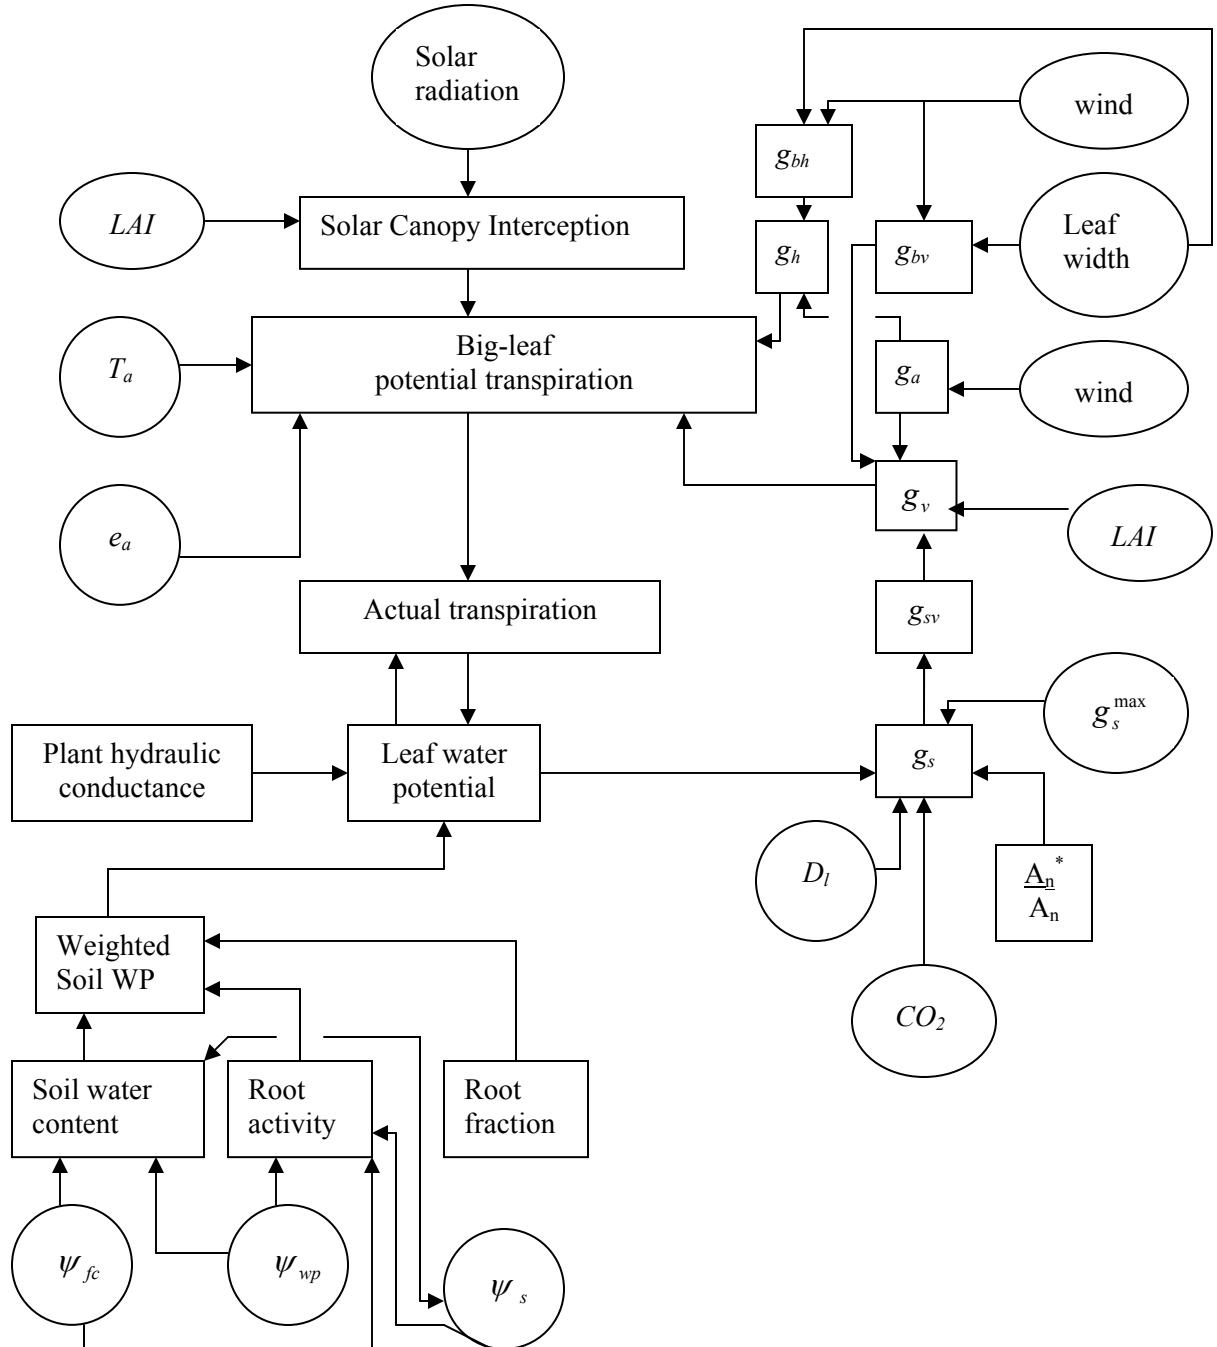 Solar
radiation
wind
g_bh
LAI
Solar Canopy Interception
g_h
g_bv
Leaf
width
T_a
Big-leaf
potential transpiration
g_a
wind
e_a
g_v
LAI
Actual transpiration
g_sv
g_s^max
Plant hydraulic
conductance
Leaf water
potential
g_s
D_l
A_n^*
A_n
Weighted
Soil WP
CO_2
Soil water
content
Root
activity
Root
fraction
ψ_fc
ψ_wp
ψ_s